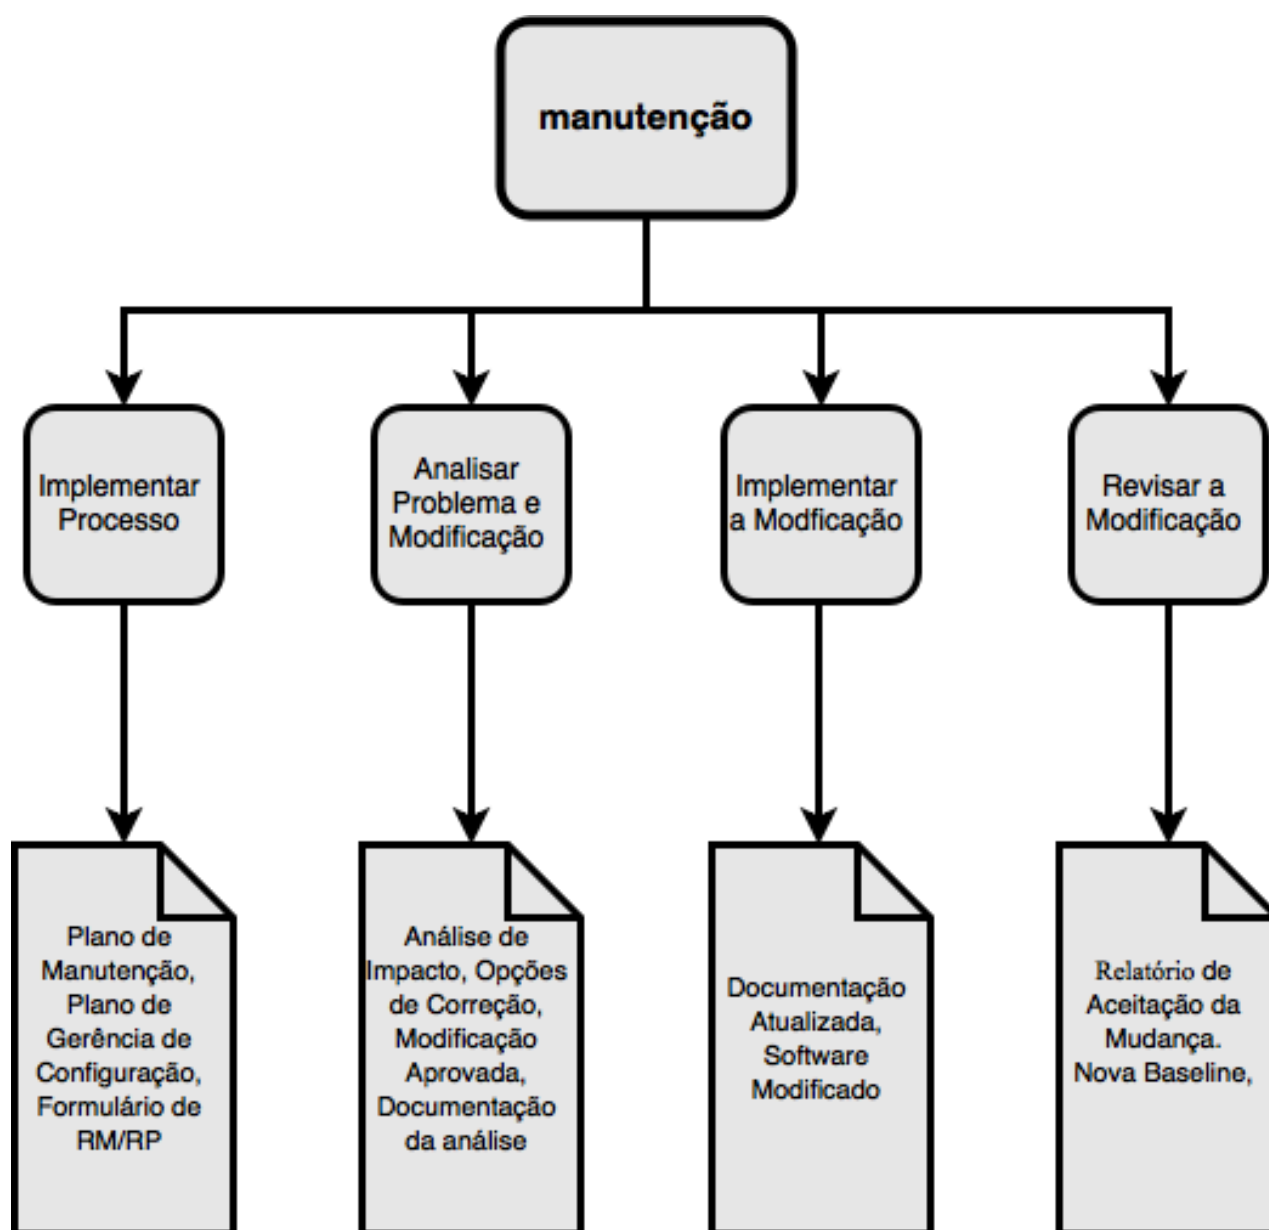 manutenção
Implementar
Processo
Analisar
Problema e
Modificação
Implementar
a Modficação
Revisar a
Modificação
Plano de
Manutenção,
Plano de
Gerência de
Configuração,
Formulário de
RM/RP
Análise de
Impacto, Opções
de Correção,
Modificação
Aprovada,
Documentação
da análise
Documentação
Atualizada,
Software
Modificado
Relatório de
Aceitação da
Mudança.
Nova Baseline,